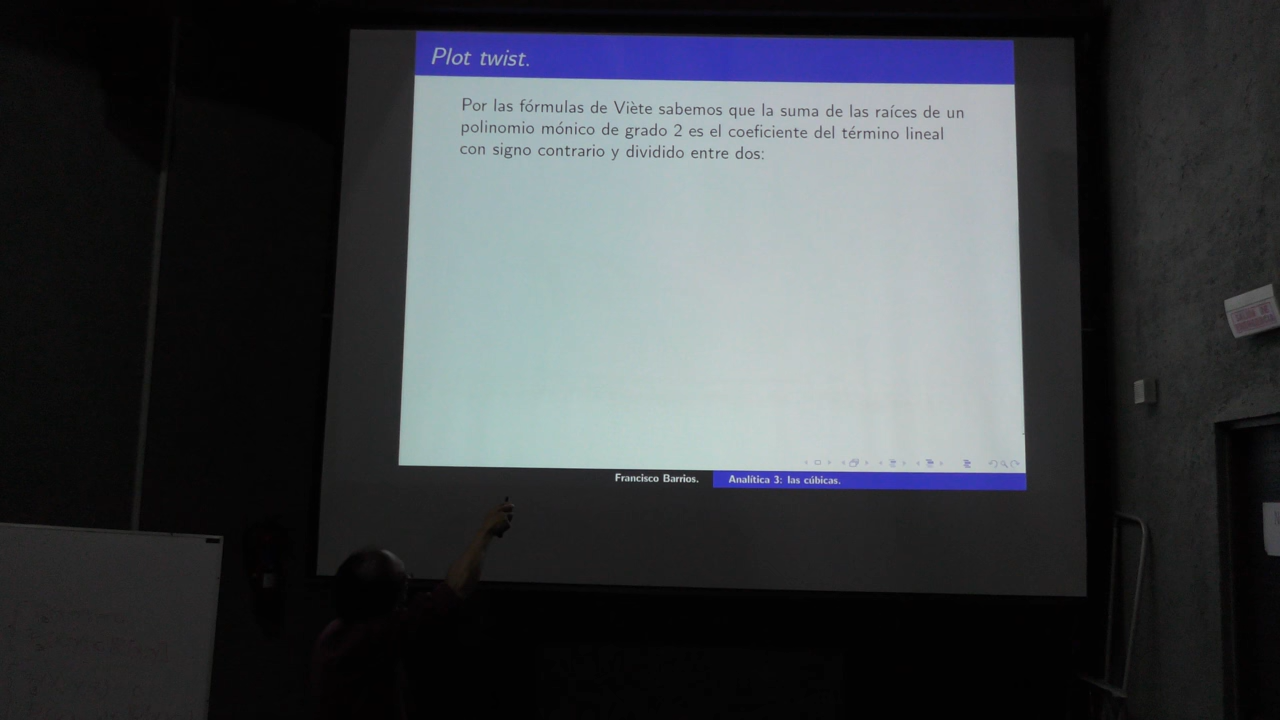 Plot twist.
Por las fórmulas de Viète sabemos que la suma de las raíces de un
polinomio mónico de grado 2 es el coeficiente del término lineal
con signo contrario y dividido entre dos:
Francisco Barrios.
Analítica 3: las cúbicas.